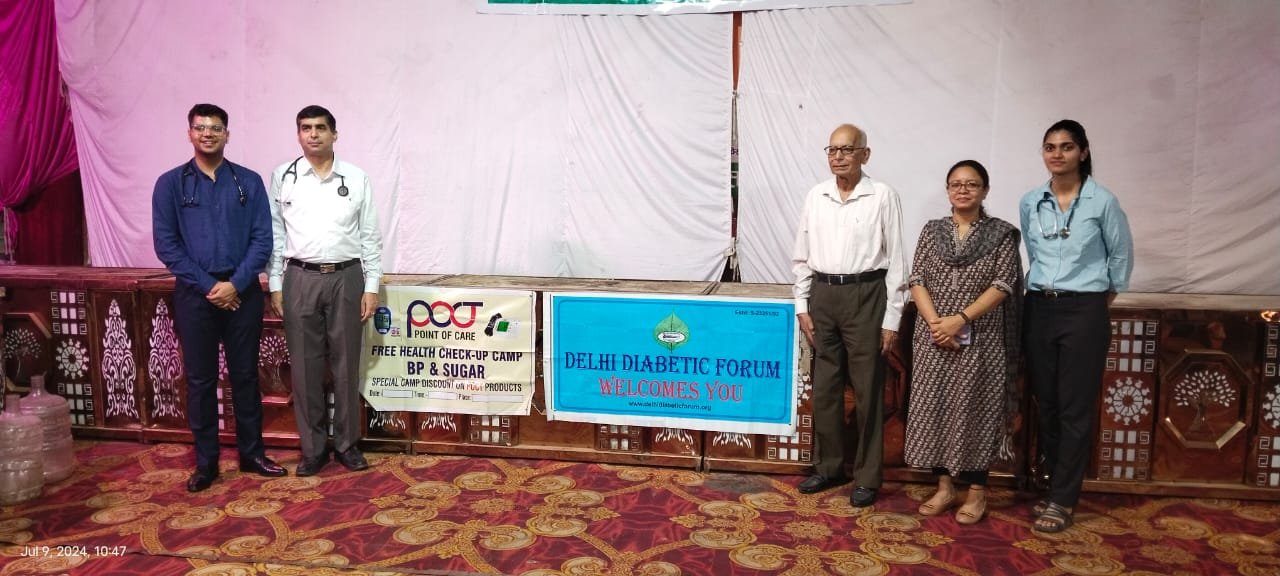 POCT
POINT OF CARE
FREE HEALTH CHECK-UP CAMP
BP & SUGAR
SPECIAL CAMP DISCOUNT ON POCT PRODUCTS
Date: Time: Place:
DELHI DIABETIC FORUM
WELCOMES YOU
www.delhidiabeticforum.org
Jul 9, 2024, 10:47